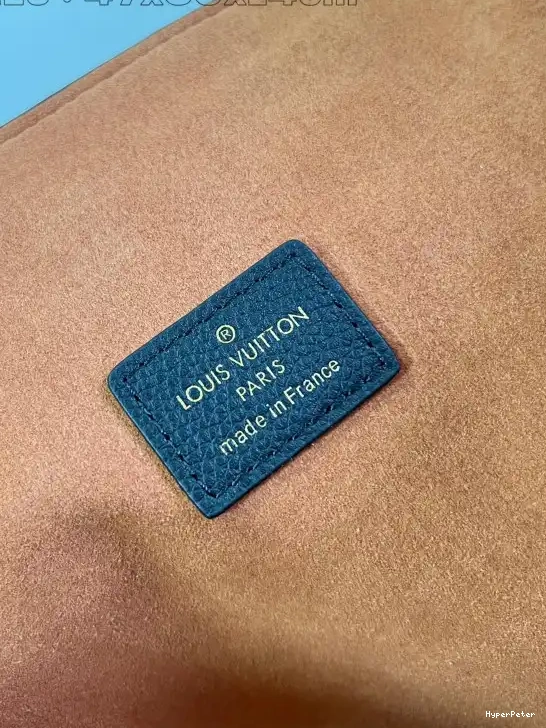 ®
LOUIS VUITTON
PARIS
made in France
HyperPeter